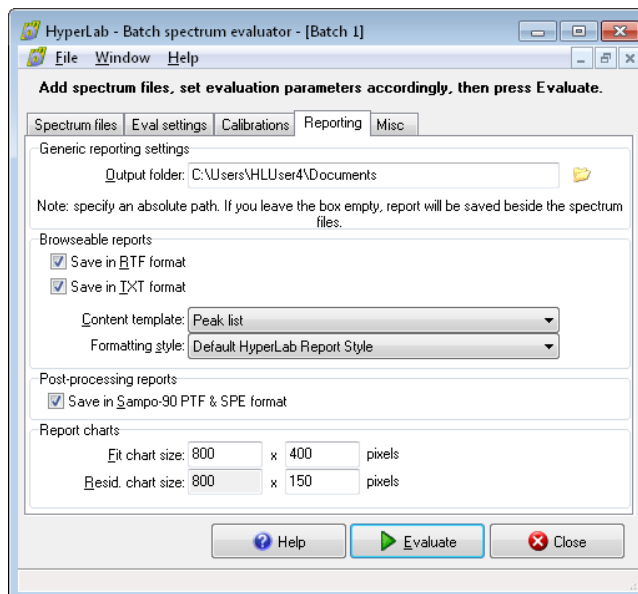 HyperLab - Batch spectrum evaluator - [Batch 1]
File Window Help
Add spectrum files, set evaluation parameters accordingly, then press Evaluate.
Spectrum files Eval settings Calibrations Reporting Misc
Generic reporting settings
Output folder: C:\Users\HLUser4\Documents
Note: specify an absolute path. If you leave the box empty, report will be saved beside the spectrum
files.
Browseable reports
Save in RTF format
Save in TXT format
Content template: Peak list
Formatting style: Default HyperLab Report Style
Post-processing reports
Save in Sampo-90 PTF & SPE format
Report charts
Fit chart size: 800 x 400 pixels
Resid. chart size: 800 x 150 pixels
Help Evaluate Close